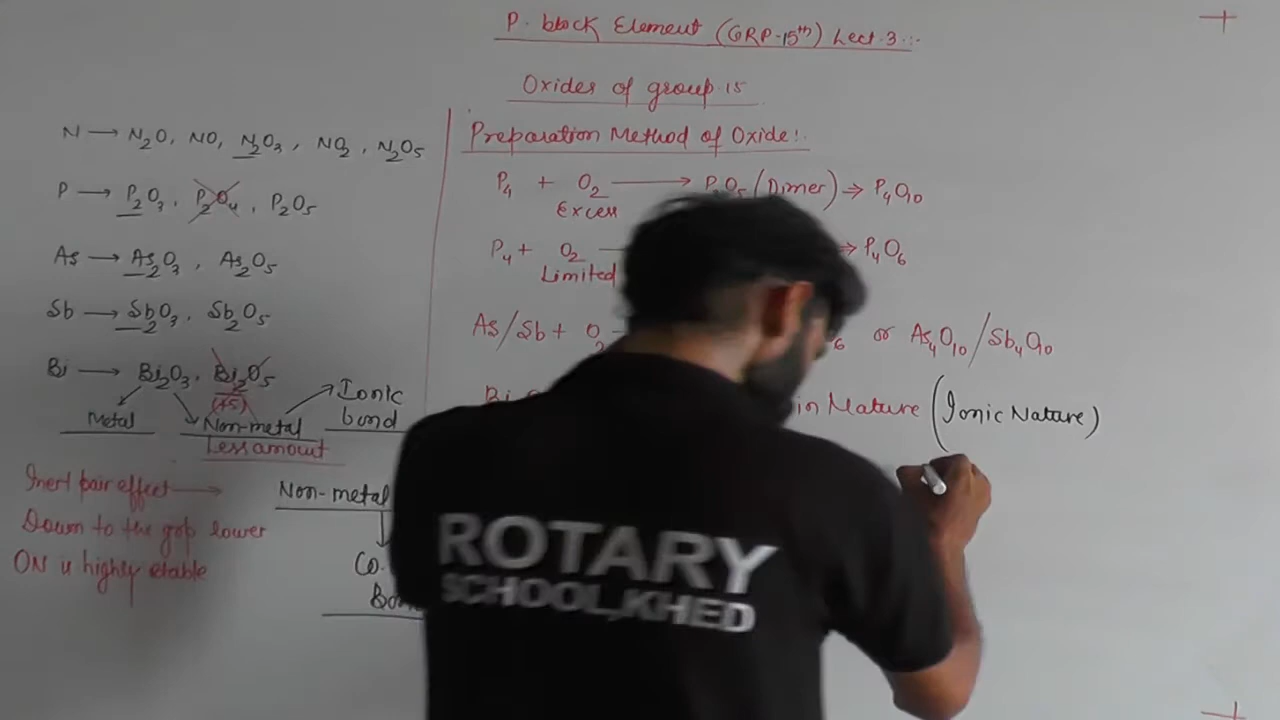 P. block Element (GRP-15th) Lect. 3 :-
Oxides of group 15
N → N2O, NO, N2O3, NO2, N2O5
P → P2O3, P2O4, P2O5
As → As2O3, As2O5
Sb → Sb2O3, Sb2O5
Bi → Bi2O3, Bi2O5
(+5)
Metal
Non-metal
Less amount
Ionic
bond
Inert pair effect →
Down to the grp lower
ON is highly stable
Non-metal
Co
Preparation Method of Oxide :-
P4 + O2 → P2O5 (Dimer) ⇒ P4O10
Excess
P4 + O2 ⇒ P4O6
Limited
As/Sb + O2 6 or As4O10/Sb4O10
Bi in Nature (Ionic Nature)
ROTARY
SCHOOL, KHED